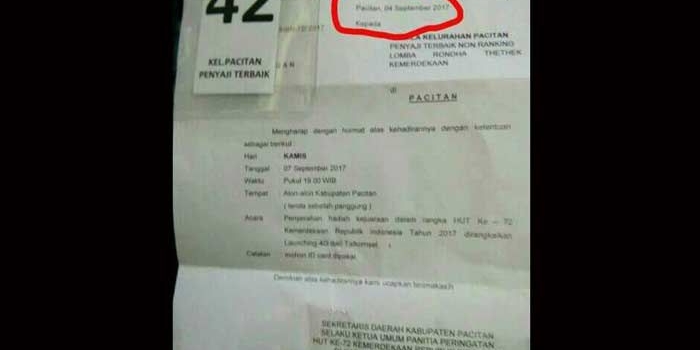 42
KEL.PACITAN
PENYAJI TERBAIK
Pacitan, 04 September 2017
Kepada
KELURAHAN PACITAN
PENYAJI TERBAIK NON RANKING
LOMBA RONDHA THETHEK
KEMERDEKAAN
di
PACITAN
Mengharap dengan hormat atas kehadirannya dengan ketentuan
sebagai berikut
Hari : KAMIS
Tanggal : 07 September 2017
Waktu : Pukul 19.00 WIB
Tempat : Alon-alon Kabupaten Pacitan
( tenda sebelah panggung )
Acara : Penyerahan hadiah kejuaraan dalam rangka HUT Ke – 72
Kemerdekaan Republik Indonesia Tahun 2017 dirangkaikan
Launching 4G Telkomsel
Catatan : mohon ID card dipakai
Demikian atas kehadirannya kami ucapkan terimakasih
SEKRETARIS DAERAH KABUPATEN PACITAN
SELAKU KETUA UMUM PANITIA PERINGATAN
HUT KE-72 KEMERDEKAAN